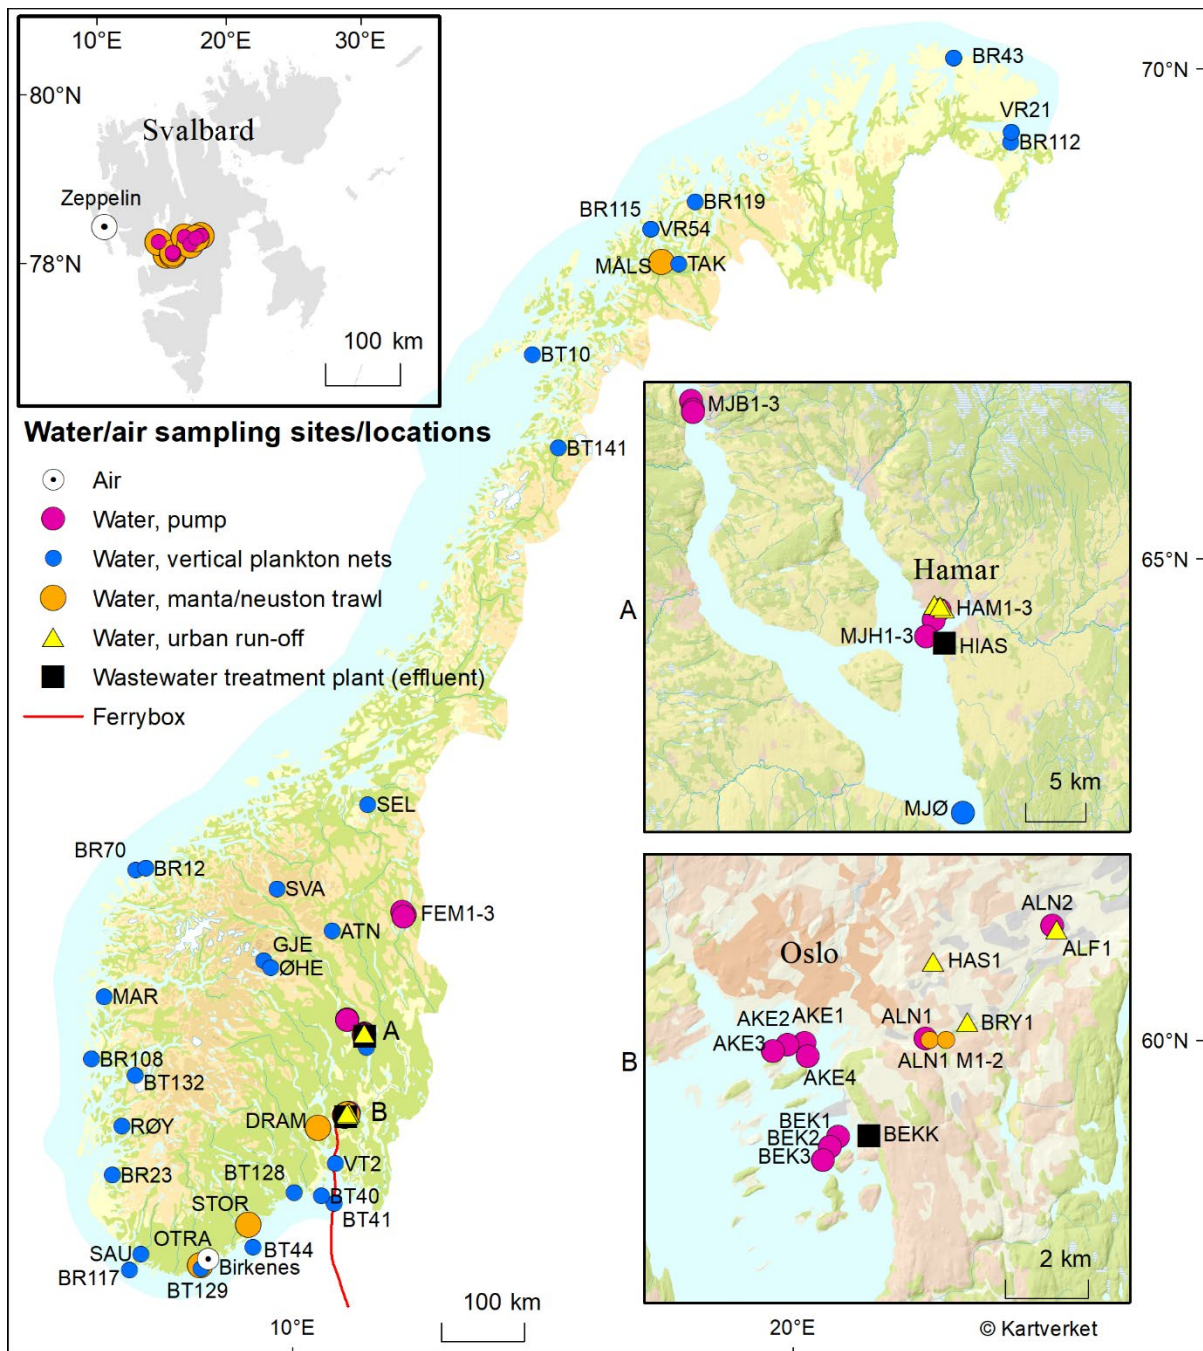 10°E 20°E 30°E
80°N
Svalbard
Zeppelin
78°N
100 km
BR43
70°N
VR21
BR112
BR119
BR115
VR54
MÅLS
TAK
BT10
BT141
Water/air sampling sites/locations
Air
Water, pump
Water, vertical plankton nets
Water, manta/neuston trawl
Water, urban run-off
Wastewater treatment plant (effluent)
Ferrybox
MJB1-3
65°N
Hamar
A
HAM1-3
MJH1-3
HIAS
5 km
MJØ
SEL
BR70
BR12
SVA
FEM1-3
ATN
GJE
ØHE
MAR
A
BR108
BT132
DRAM
B
RØY
VT2
BR23
BT128
BT40
STOR
BT41
OTRA
SAU
BT44
Birkenes
BR117
BT129
100 km
10°E
ALN2
ALF1
Oslo
HAS1
AKE2
AKE1
ALN1
BRY1
AKE3
60°N
B
ALN1 M1-2
AKE4
BEK1
BEK2
BEKK
BEK3
2 km
20°E
© Kartverket